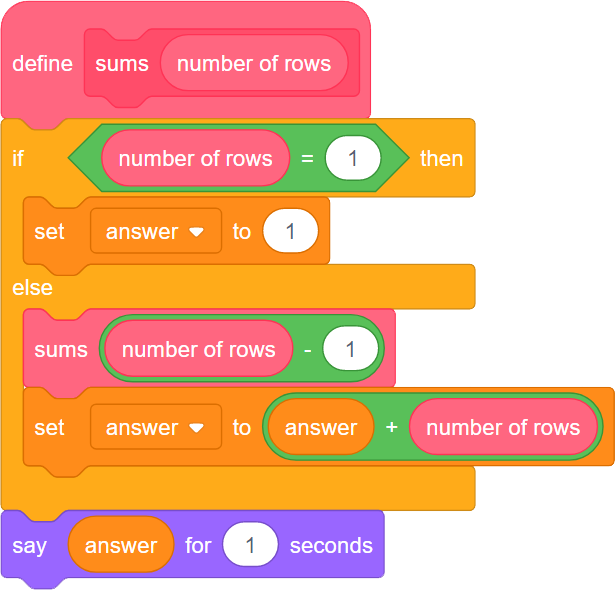 define sums number of rows
if number of rows = 1 then
set answer to 1
else
sums number of rows - 1
set answer to answer + number of rows
say answer for 1 seconds